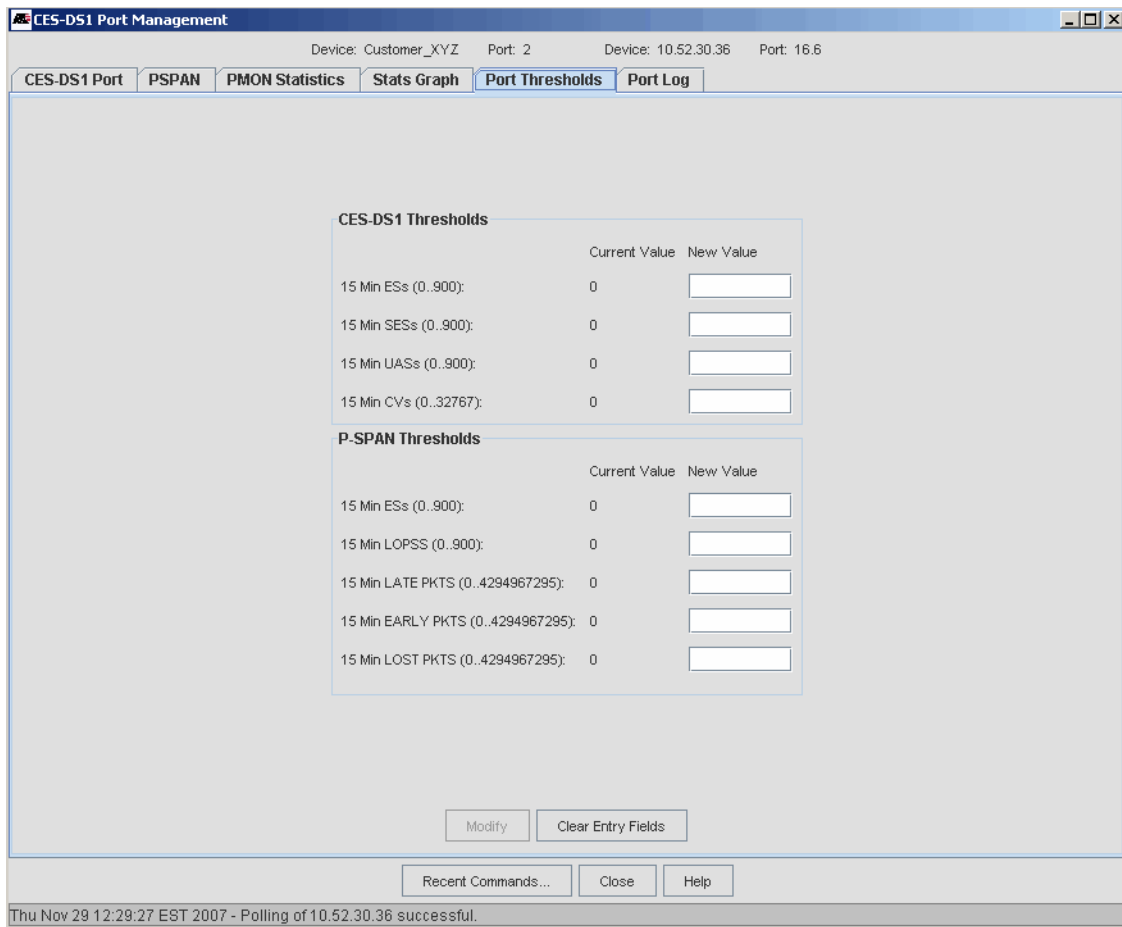 CES-DS1 Port Management
Device: Customer_XYZ Port: 2 Device: 10.52.30.36 Port: 16.6
CES-DS1 Port PSPAN PMON Statistics Stats Graph Port Thresholds Port Log
CES-DS1 Thresholds
Current Value New Value
15 Min ESs (0..900): 0
15 Min SESs (0..900): 0
15 Min UASs (0..900): 0
15 Min CVs (0..32767): 0
P-SPAN Thresholds
Current Value New Value
15 Min ESs (0..900): 0
15 Min LOPSS (0..900): 0
15 Min LATE PKTS (0..4294967295): 0
15 Min EARLY PKTS (0..4294967295): 0
15 Min LOST PKTS (0..4294967295): 0
Modify Clear Entry Fields
Recent Commands... Close Help
Thu Nov 29 12:29:27 EST 2007 - Polling of 10.52.30.36 successful.